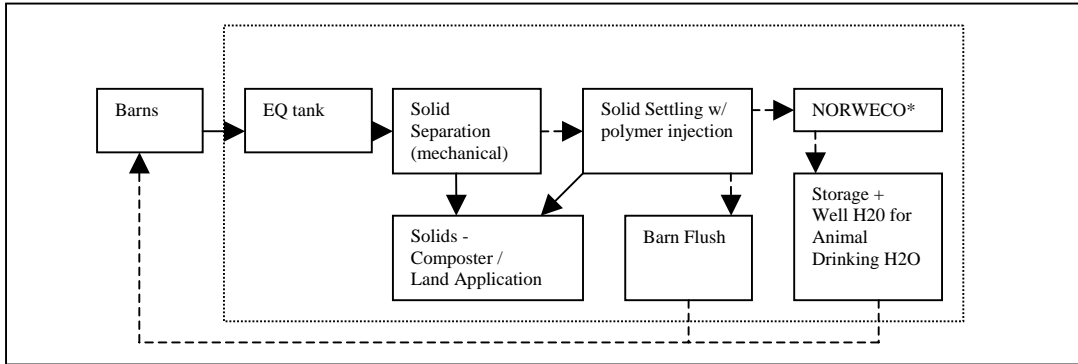 Barns
EQ tank
Solid
Separation
(mechanical)
Solid Settling w/
polymer injection
NORWECO*
Solids -
Composter /
Land Application
Barn Flush
Storage +
Well H20 for
Animal
Drinking H2O